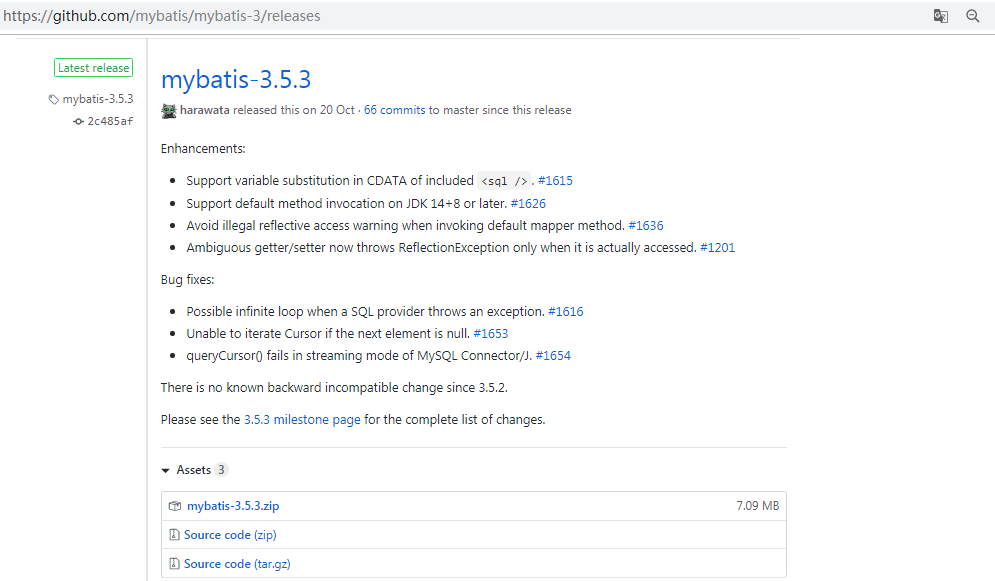 https://github.com/mybatis/mybatis-3/releases
Latest release
mybatis-3.5.3
2c485af
mybatis-3.5.3
harawata released this on 20 Oct · 66 commits to master since this release
Enhancements:
Support variable substitution in CDATA of included <sql />. #1615
Support default method invocation on JDK 14+8 or later. #1626
Avoid illegal reflective access warning when invoking default mapper method. #1636
Ambiguous getter/setter now throws ReflectionException only when it is actually accessed. #1201
Bug fixes:
Possible infinite loop when a SQL provider throws an exception. #1616
Unable to iterate Cursor if the next element is null. #1653
queryCursor() fails in streaming mode of MySQL Connector/J. #1654
There is no known backward incompatible change since 3.5.2.
Please see the 3.5.3 milestone page for the complete list of changes.
Assets 3
mybatis-3.5.3.zip 7.09 MB
Source code (zip)
Source code (tar.gz)